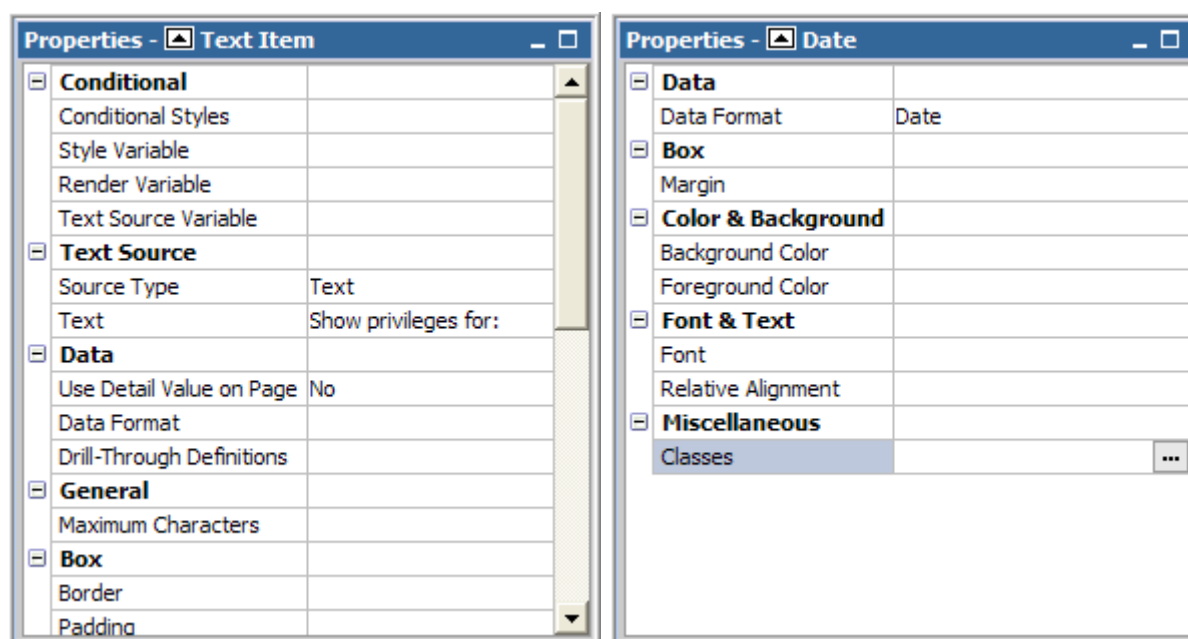 Properties - Text Item
Conditional
Conditional Styles
Style Variable
Render Variable
Text Source Variable
Text Source
Source Type Text
Text Show privileges for:
Data
Use Detail Value on Page No
Data Format
Drill-Through Definitions
General
Maximum Characters
Box
Border
Padding
Properties - Date
Data
Data Format Date
Box
Margin
Color & Background
Background Color
Foreground Color
Font & Text
Font
Relative Alignment
Miscellaneous
Classes ...